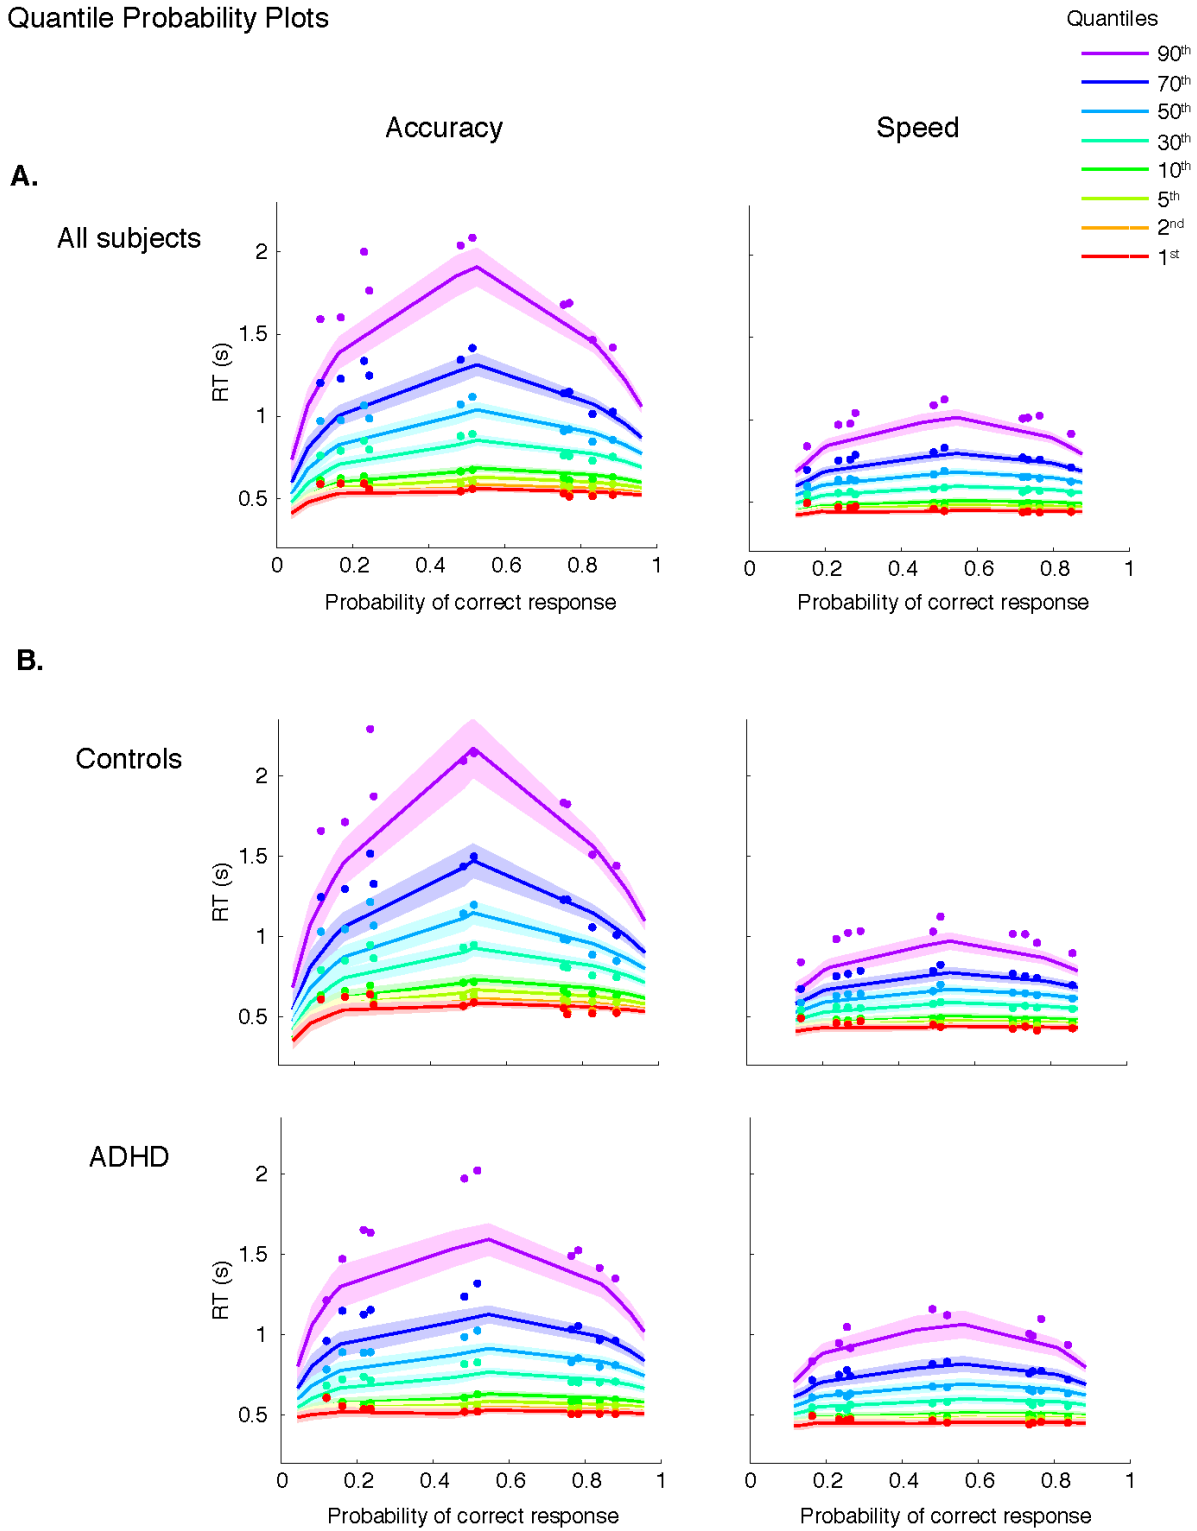 Quantile Probability Plots
Quantiles
90th
70th
50th
30th
10th
5th
2nd
1st
Accuracy
Speed
A.
All subjects
2
1.5
1
0.5
RT (s)
0 0.2 0.4 0.6 0.8 1
Probability of correct response
0 0.2 0.4 0.6 0.8 1
Probability of correct response
B.
Controls
2
1.5
1
0.5
RT (s)
ADHD
2
1.5
1
0.5
RT (s)
0 0.2 0.4 0.6 0.8 1
Probability of correct response
0 0.2 0.4 0.6 0.8 1
Probability of correct response